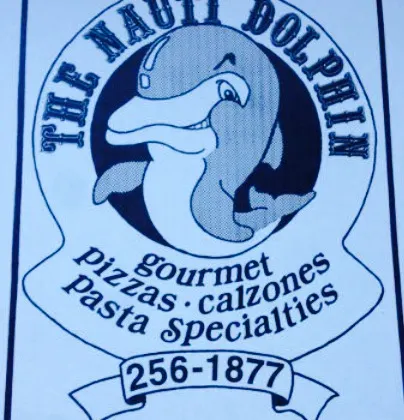 THE NAUTI DOLPHIN
gourmet
pizzas · calzones
pasta specialties
256-1877